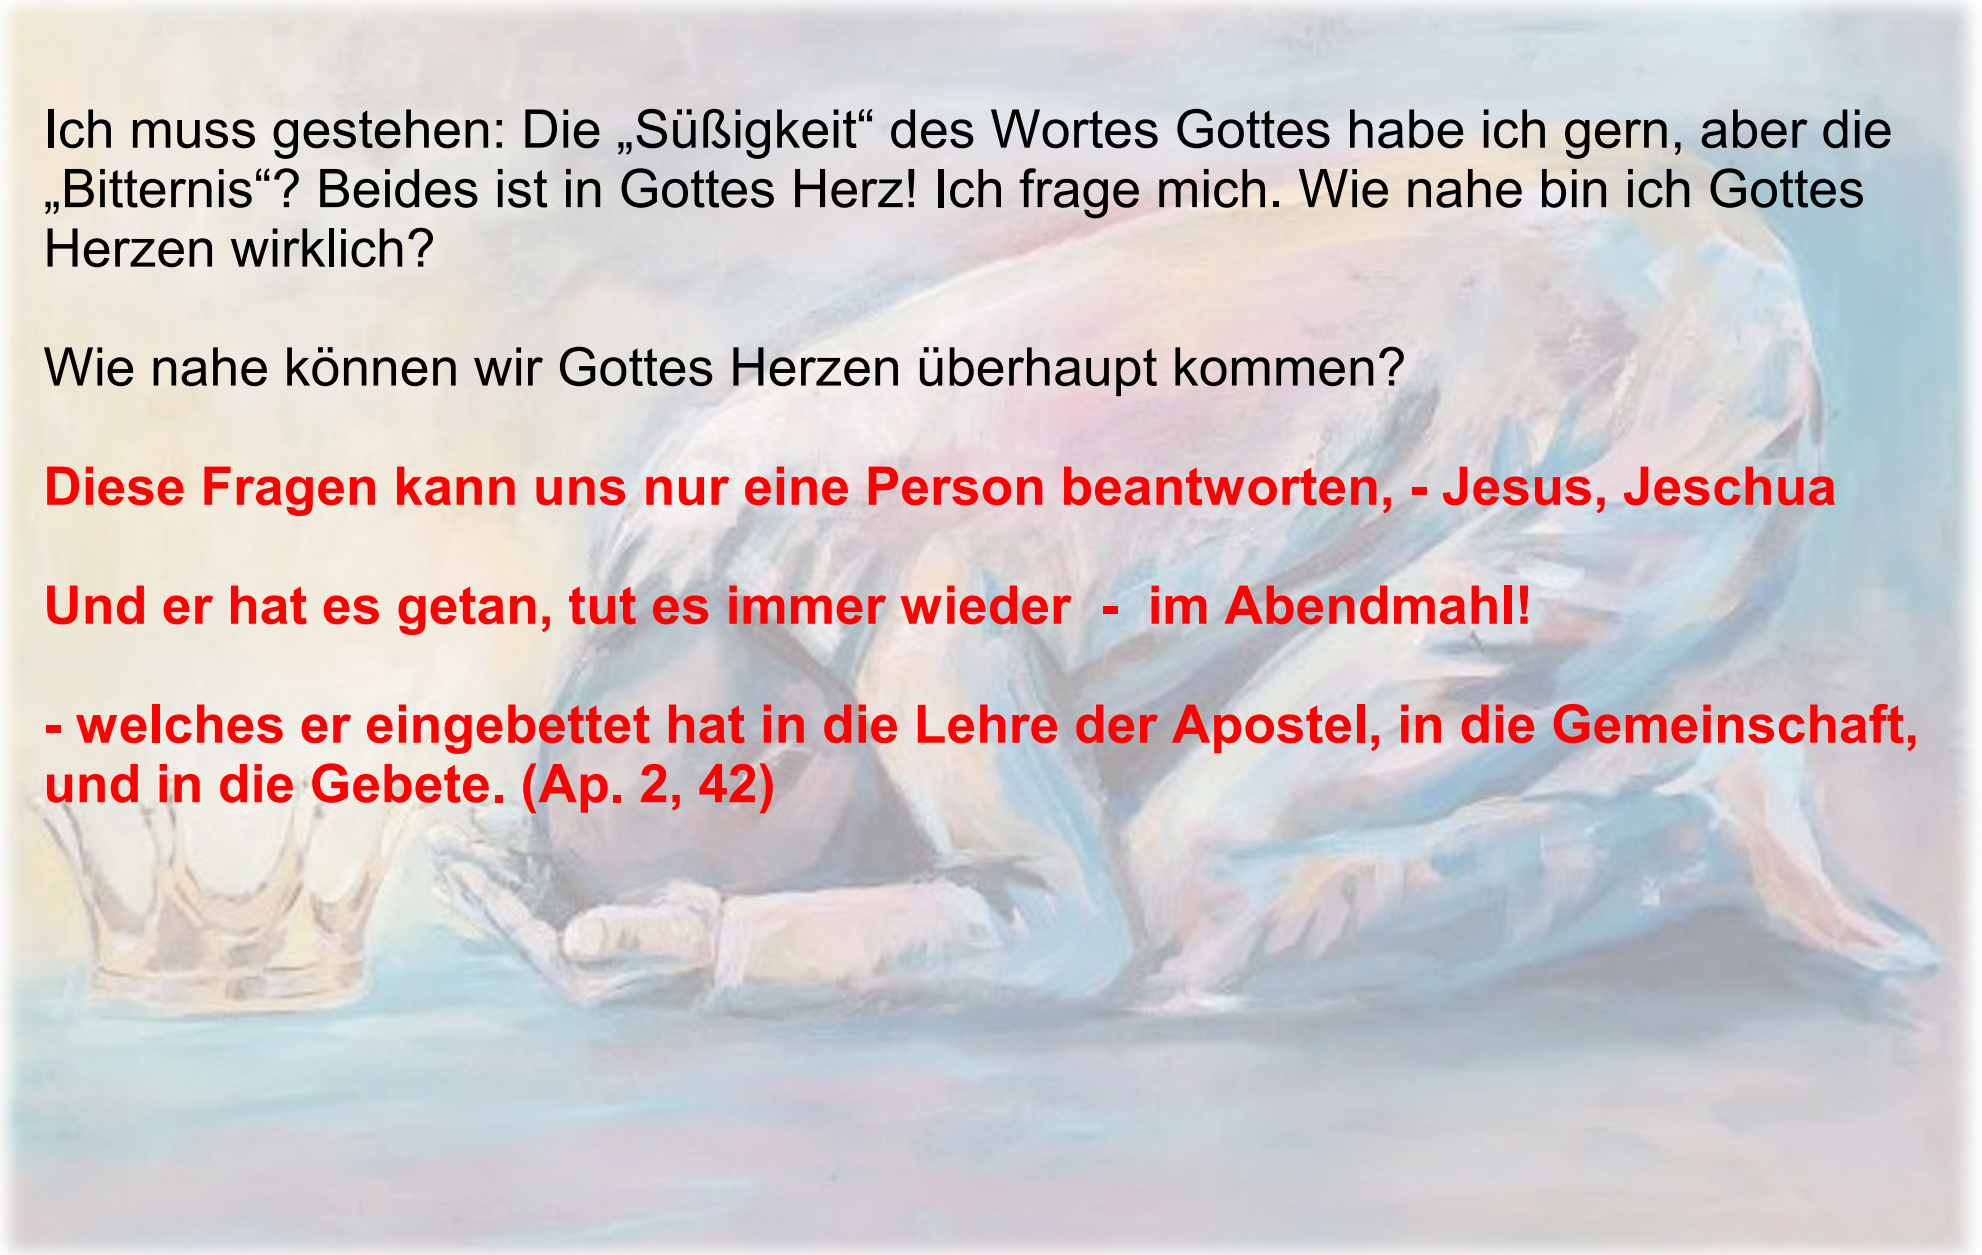 Ich muss gestehen: Die „Süßigkeit“ des Wortes Gottes habe ich gern, aber die
„Bitternis“? Beides ist in Gottes Herz! Ich frage mich. Wie nahe bin ich Gottes
Herzen wirklich?
Wie nahe können wir Gottes Herzen überhaupt kommen?
Diese Fragen kann uns nur eine Person beantworten, - Jesus, Jeschua
Und er hat es getan, tut es immer wieder  -  im Abendmahl!
- welches er eingebettet hat in die Lehre der Apostel, in die Gemeinschaft,
und in die Gebete. (Ap. 2, 42)